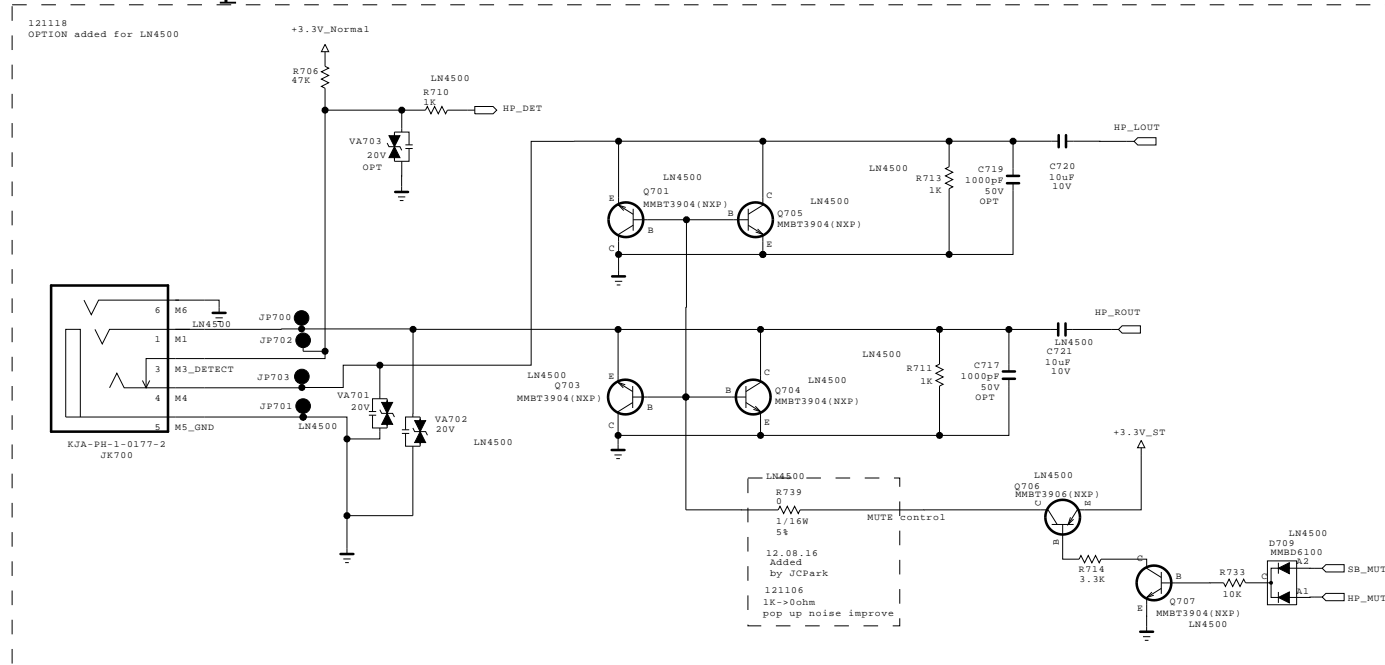 121118
OPTION added for LN4500
+3.3V_Normal
R706
47K
LN4500
R710
1K
HP_DET
VA703
20V
OPT
HP_LOUT
LN4500
Q701
MMBT3904(NXP)
E
B
C
LN4500
Q705
MMBT3904(NXP)
C
B
E
LN4500
R713
1K
C719
1000pF
50V
OPT
C720
10uF
10V
6
M6
LN4500
1
M1
3
M3_DETECT
4
M4
5
M5_GND
KJA-PH-1-0177-2
JK700
JP700
JP702
JP703
JP701
LN4500
VA701
20V
VA702
20V
LN4500
HP_ROUT
LN4500
Q703
MMBT3904(NXP)
E
B
C
LN4500
Q704
MMBT3904(NXP)
C
B
E
LN4500
R711
1K
C717
1000pF
50V
OPT
LN4500
C721
10uF
10V
+3.3V_ST
LN4500
R739
0
1/16W
5%
MUTE control
12.08.16
Added
by JCPark
121106
1K->0ohm
pop up noise improve
LN4500
Q706
MMBT3906(NXP)
C
E
B
R714
3.3K
C
B
E
Q707
MMBT3904(NXP)
LN4500
R733
10K
LN4500
D709
MMBD6100
A2
C
A1
SB_MUT
HP_MUT